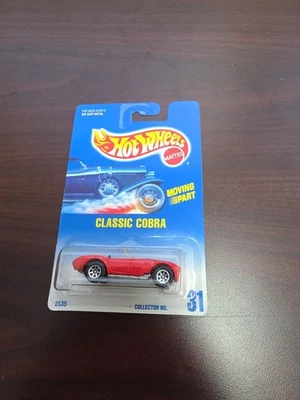 HOT WHEELS
MATTEL
MOVING
PART
CLASSIC COBRA
2535
COLLECTOR NO.
31